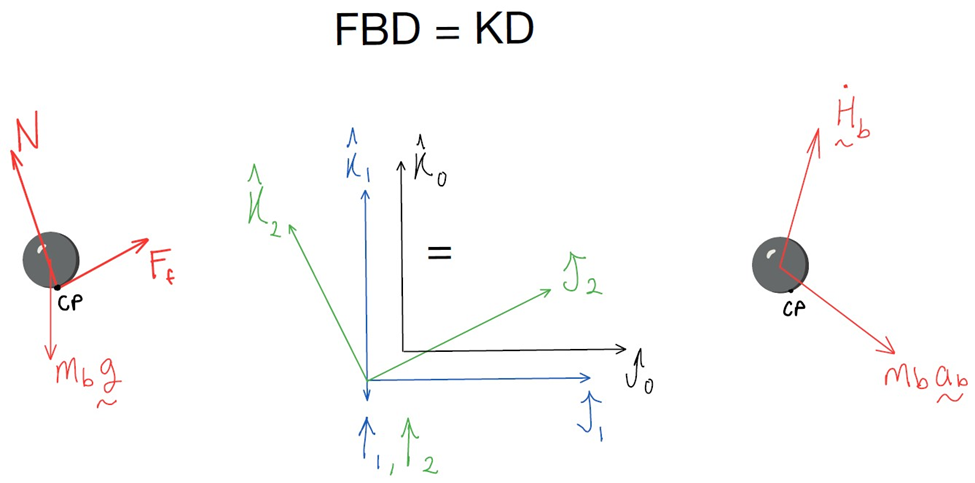 FBD = KD
N
F_f
CP
m_b g
k̂_2
k̂_1
k̂_0
=
ĵ_2
ĵ_0
ĵ_1
î_1, î_2
Ḣ_b
CP
m_b a_b